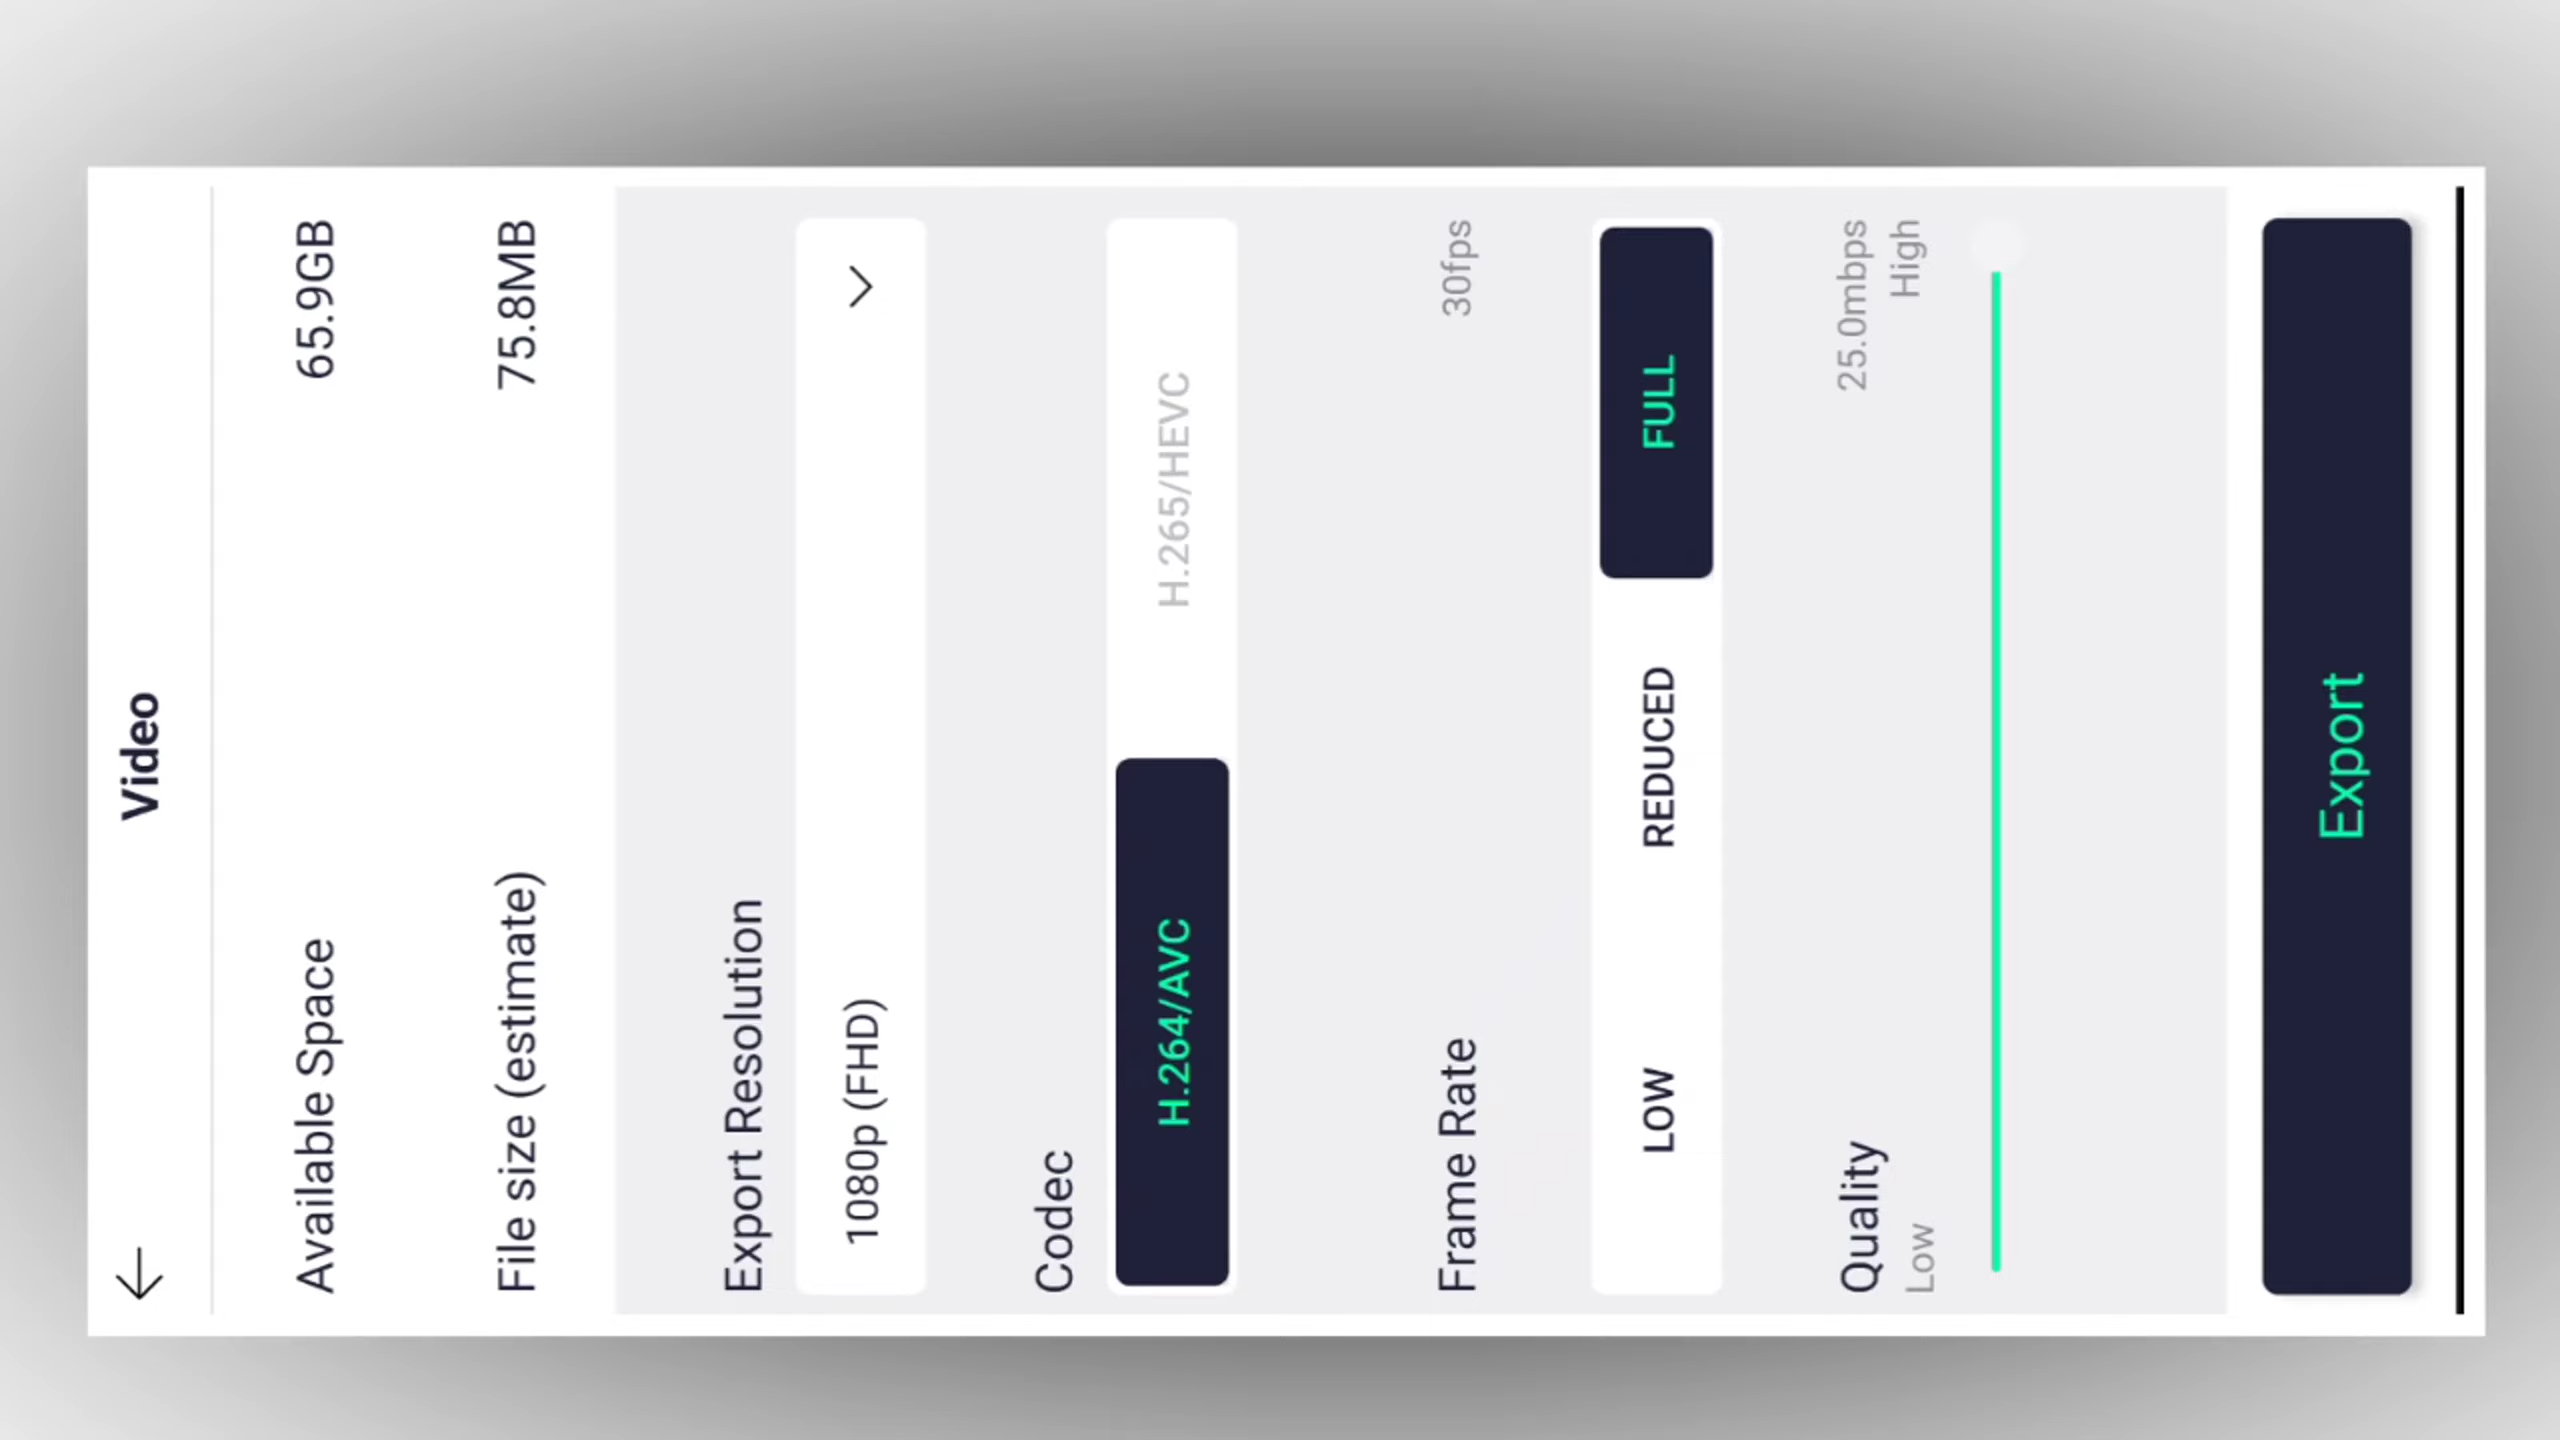 Video
Available Space 65.9GB
File size (estimate) 75.8MB
Export Resolution
1080p (FHD)
Codec
H.264/AVC H.265/HEVC
Frame Rate 30fps
LOW REDUCED FULL
Quality 25.0mbps
Low High
Export